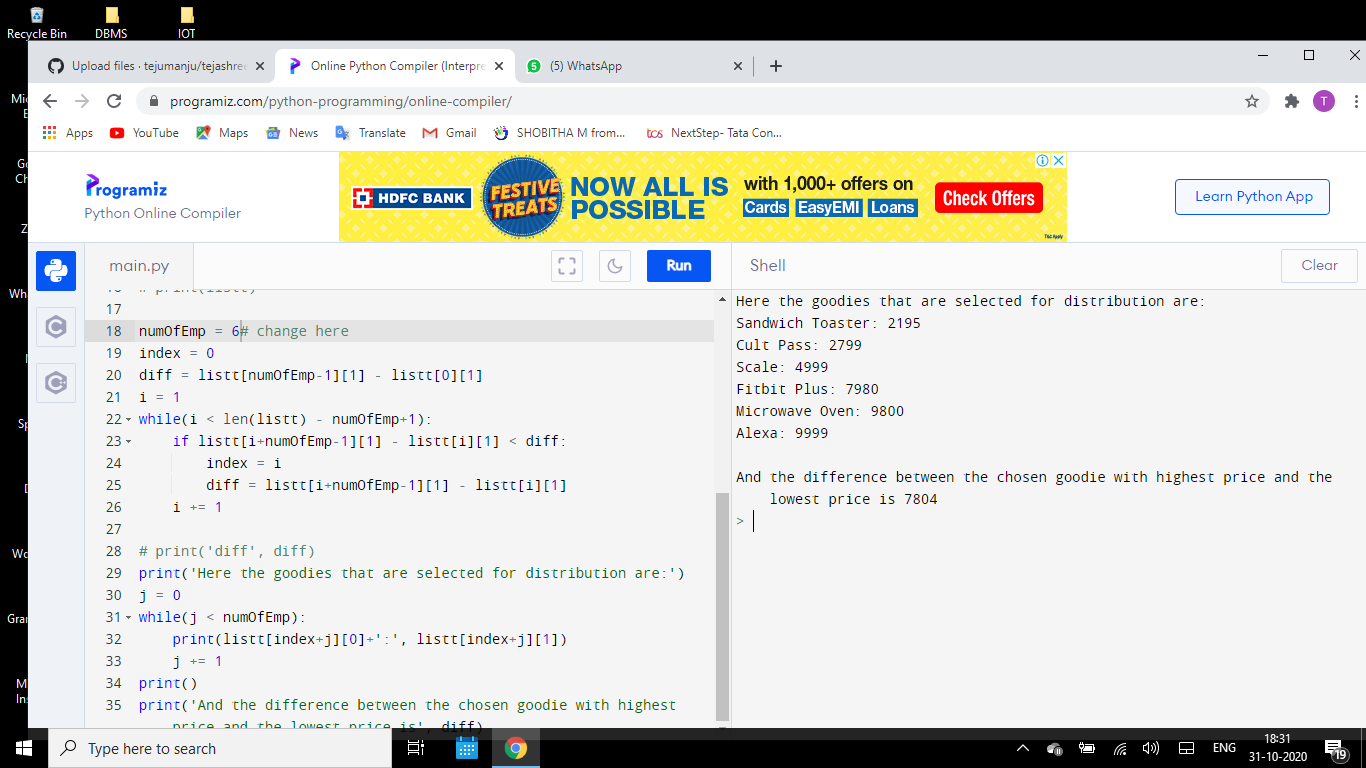 Recycle Bin
DBMS
IOT
Upload files · tejumanju/tejashree
Online Python Compiler (Interpre
(5) WhatsApp
programiz.com/python-programming/online-compiler/
T
Apps
YouTube
Maps
News
Translate
Gmail
SHOBITHA M from...
tcs
NextStep- Tata Con...
Programiz
Python Online Compiler
HDFC BANK
FESTIVE
TREATS
NOW ALL IS
POSSIBLE
with 1,000+ offers on
Cards EasyEMI Loans
Check Offers
T&C Apply
Learn Python App
main.py
Run
Shell
Clear
16 # print(listt)
17
18 numOfEmp = 6# change here
19 index = 0
20 diff = listt[numOfEmp-1][1] - listt[0][1]
21 i = 1
22 while(i < len(listt) - numOfEmp+1):
23 if listt[i+numOfEmp-1][1] - listt[i][1] < diff:
24 index = i
25 diff = listt[i+numOfEmp-1][1] - listt[i][1]
26 i += 1
27
28 # print('diff', diff)
29 print('Here the goodies that are selected for distribution are:')
30 j = 0
31 while(j < numOfEmp):
32 print(listt[index+j][0]+':', listt[index+j][1])
33 j += 1
34 print()
35 print('And the difference between the chosen goodie with highest
price and the lowest price is', diff)
Here the goodies that are selected for distribution are:
Sandwich Toaster: 2195
Cult Pass: 2799
Scale: 4999
Fitbit Plus: 7980
Microwave Oven: 9800
Alexa: 9999
And the difference between the chosen goodie with highest price and the
lowest price is 7804
>
Type here to search
ENG
18:31
31-10-2020
19